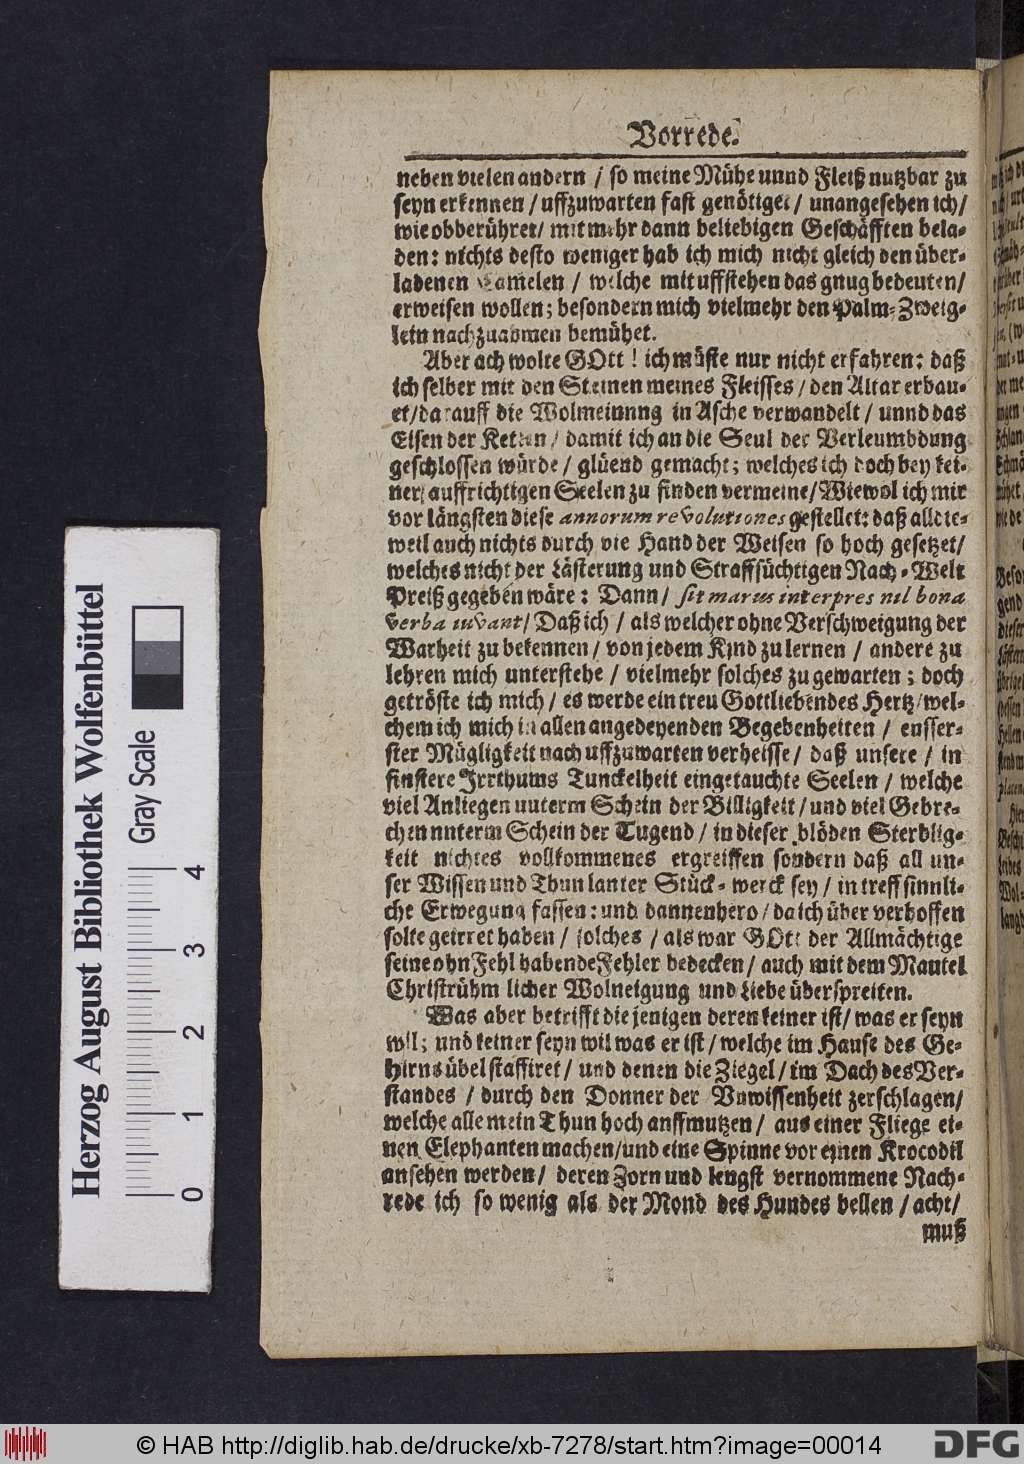 Vorrede.
neben vielen andern / so meine Mühe unnd Fleiß nutzbar zu
seyn erkennen / uffzuwarten fast genötiget / unangesehen ich /
wie obberühret / mit mehr dann beliebigen Geschäfften bela-
den: nichts desto weniger hab ich mich nicht gleich den über-
ladenen Camelen / welche mit uffstehen das gnug bedeuten /
erweisen wollen; besondern mich vielmehr den Palm-Zweig-
lein nachzuahmen bemühet.
Aber ach wolte GOtt! ich müste nur nicht erfahren: daß
ich selber mit den Steinen meines Fleisses / den Altar erbau-
et / darauff die Wolmeinnng in Asche verwandelt / unnd das
Eisen der Ketten / damit ich an die Seul der Verleumbdung
geschlossen würde / glüend gemacht; welches ich doch bey kei-
ner auffrichtigen Seelen zu finden vermeine / Wiewol ich mir
vor längsten diese annorum revolutiones gestellet: daß alldie-
weil auch nichts durch die Hand der Weisen so hoch gesetzet /
welches nicht der Lästerung und Straffsüchtigen Nach-Welt
Preiß gegeben wäre: Dann / sit marus interpres nil bona
verba iuvant / Daß ich / als welcher ohne Verschweigung der
Warheit zu bekennen / von jedem Kind zu lernen / andere zu
lehren mich unterstehe / vielmehr solches zu gewarten; doch
getröste ich mich / es werde ein treu Gottliebendes Hertz / wel-
chem ich mich in allen angedeyenden Begebenheiten / eusser-
ster Mügligkeit nach uffzuwarten verheisse / daß unsere / in
finstere Irrthums Tunckelheit eingetauchte Seelen / welche
viel Anliegen unterm Schein der Billigkeit / und viel Gebre-
chen unterm Schein der Tugend / in dieser blöden Sterblig-
keit nichtes vollkommenes ergreiffen sondern daß all un-
ser Wissen und Thun lauter Stück-werck sey / in treffsinnli-
che Erwegung fassen: und dannenhero / da ich über verhoffen
solte geirret haben / solches / als war GOtt der Allmächtige
seine ohn Fehl habende Fehler bedecken / auch mit dem Mantel
Christrühmlicher Wolneigung und Liebe überspreiten.
Was aber betrifft die jenigen deren keiner ist / was er seyn
wil; und keiner seyn wil was er ist / welche im Hause des Ge-
hirns übel staffiret / und denen die Ziegel / im Dach des Ver-
standes / durch den Donner der Vnwissenheit zerschlagen /
welche alle mein Thun hoch auffmutzen / aus einer Fliege ei-
nen Elephanten machen / und eine Spinne vor einen Krocodil
ansehen werden / deren Zorn und lengst vernommene Nach-
rede ich so wenig als der Mond des Hundes bellen / acht /
muß
Herzog August Bibliothek Wolfenbüttel
Gray Scale
0 1 2 3 4
© HAB http://diglib.hab.de/drucke/xb-7278/start.htm?image=00014
DFG